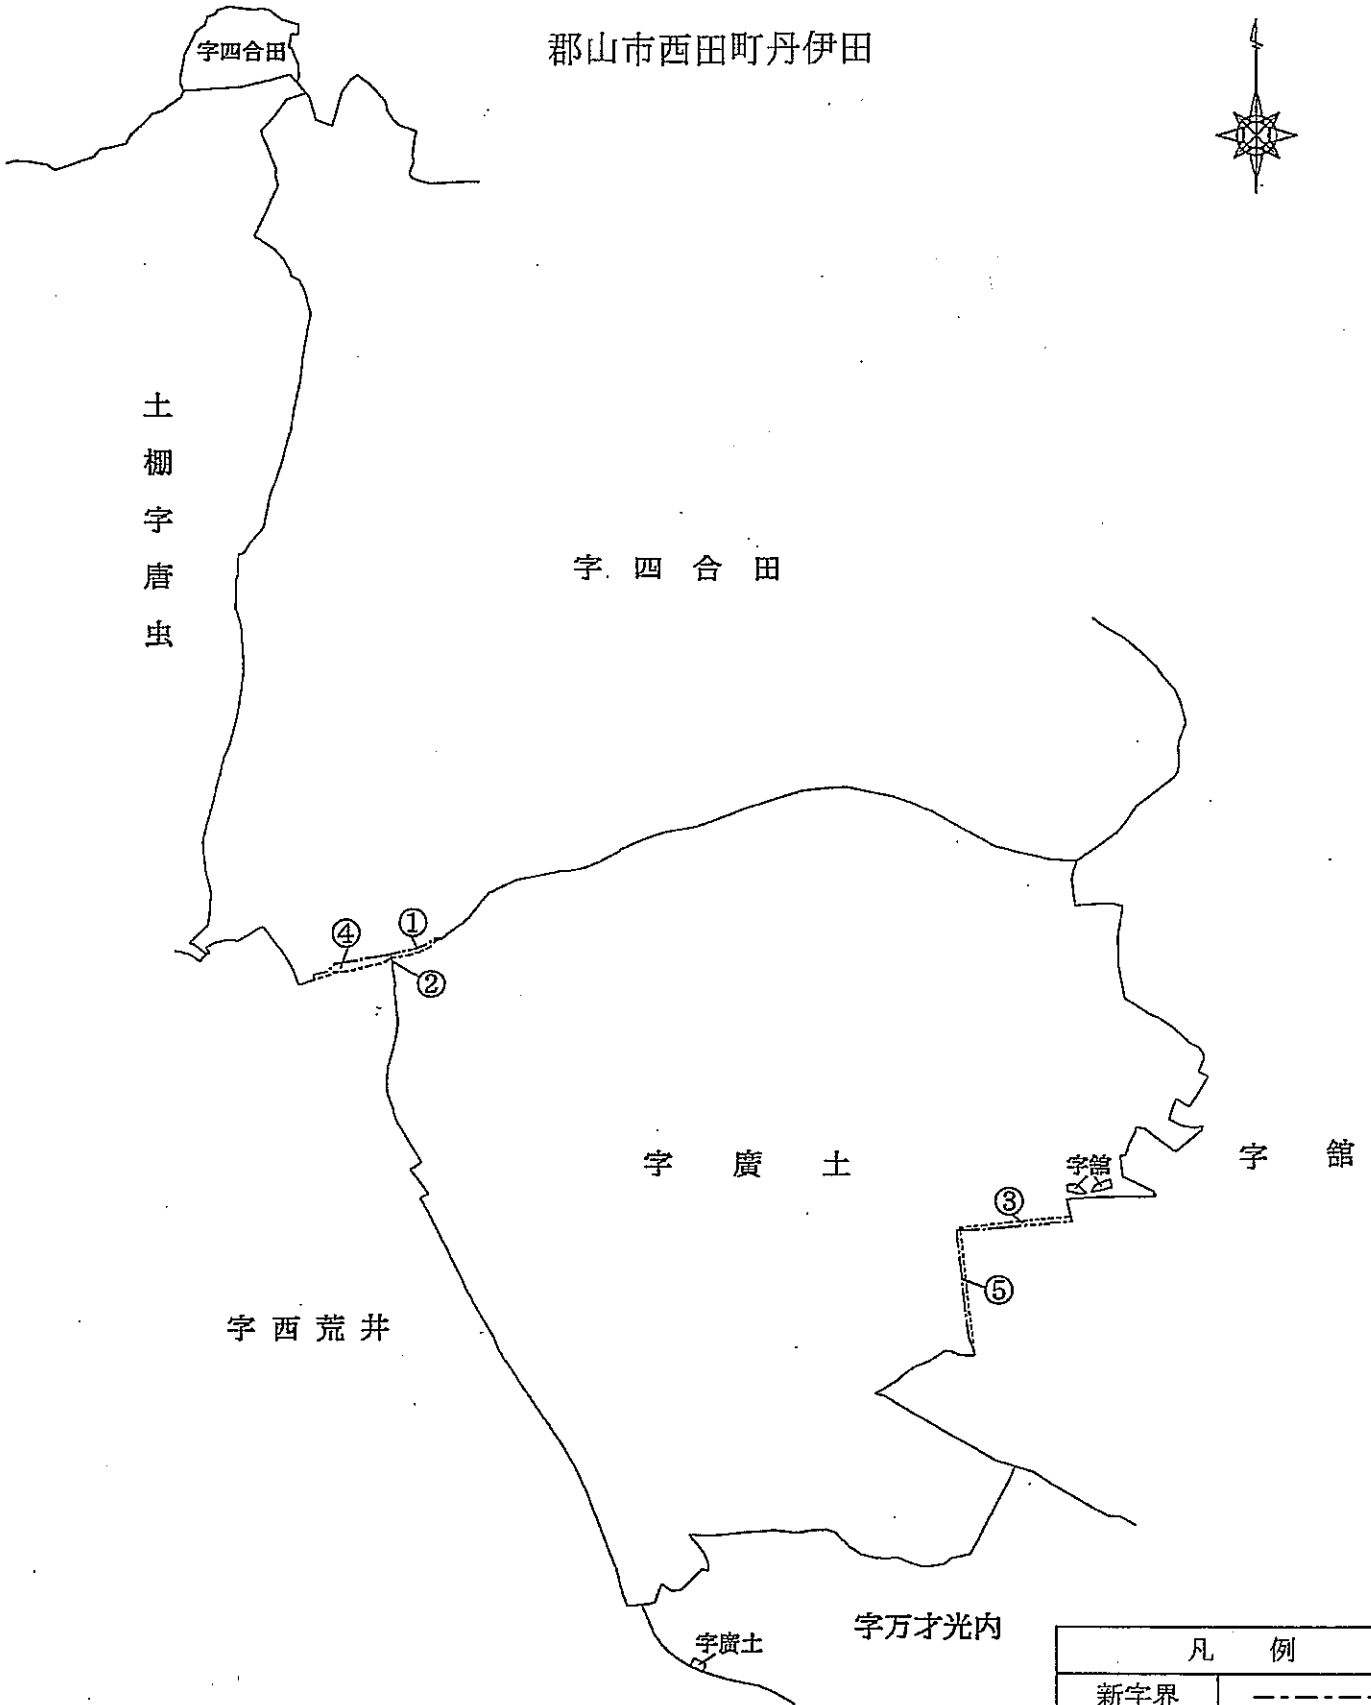 郡山市西田町丹伊田
字四合田
土棚字唐虫
字四合田
①
④
②
字廣土
字舘
字舘
③
⑤
字西荒井
字万才光内
字廣土
凡例
新字界